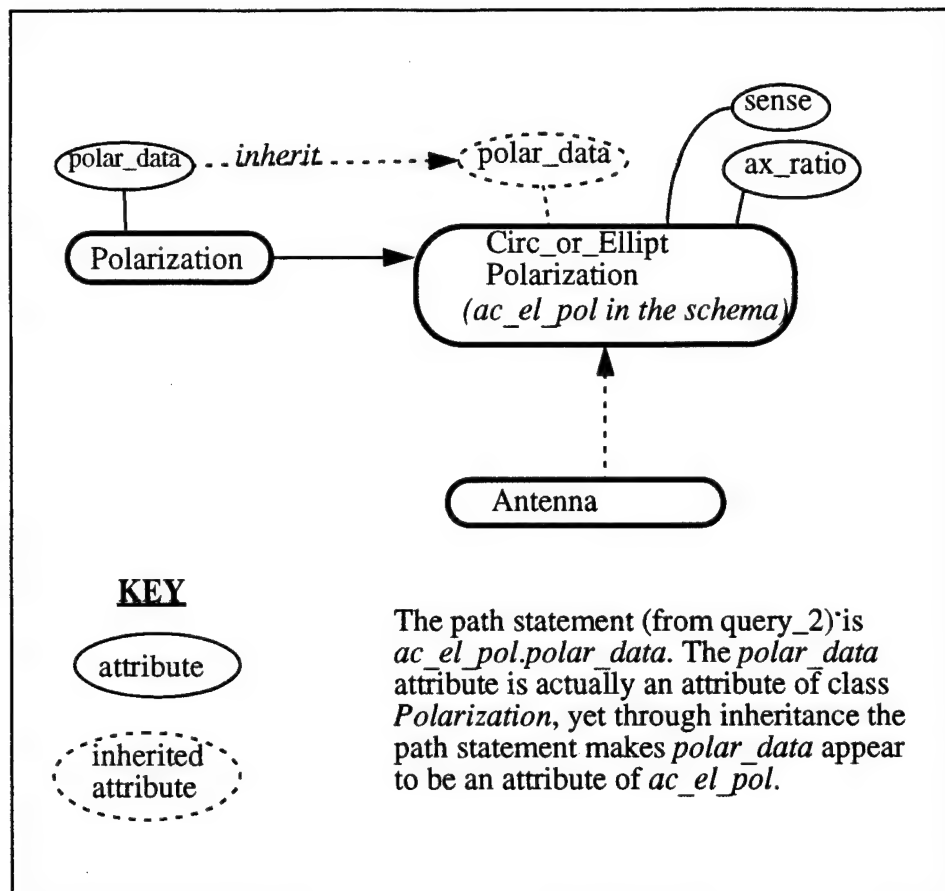 sense
polar_data
inherit
polar_data
ax_ratio
Polarization
Circ_or_Ellipt
Polarization
(ac_el_pol in the schema)
Antenna
KEY
attribute
inherited
attribute
The path statement (from query_2) is
ac_el_pol.polar_data. The polar_data
attribute is actually an attribute of class
Polarization, yet through inheritance the
path statement makes polar_data appear
to be an attribute of ac_el_pol.